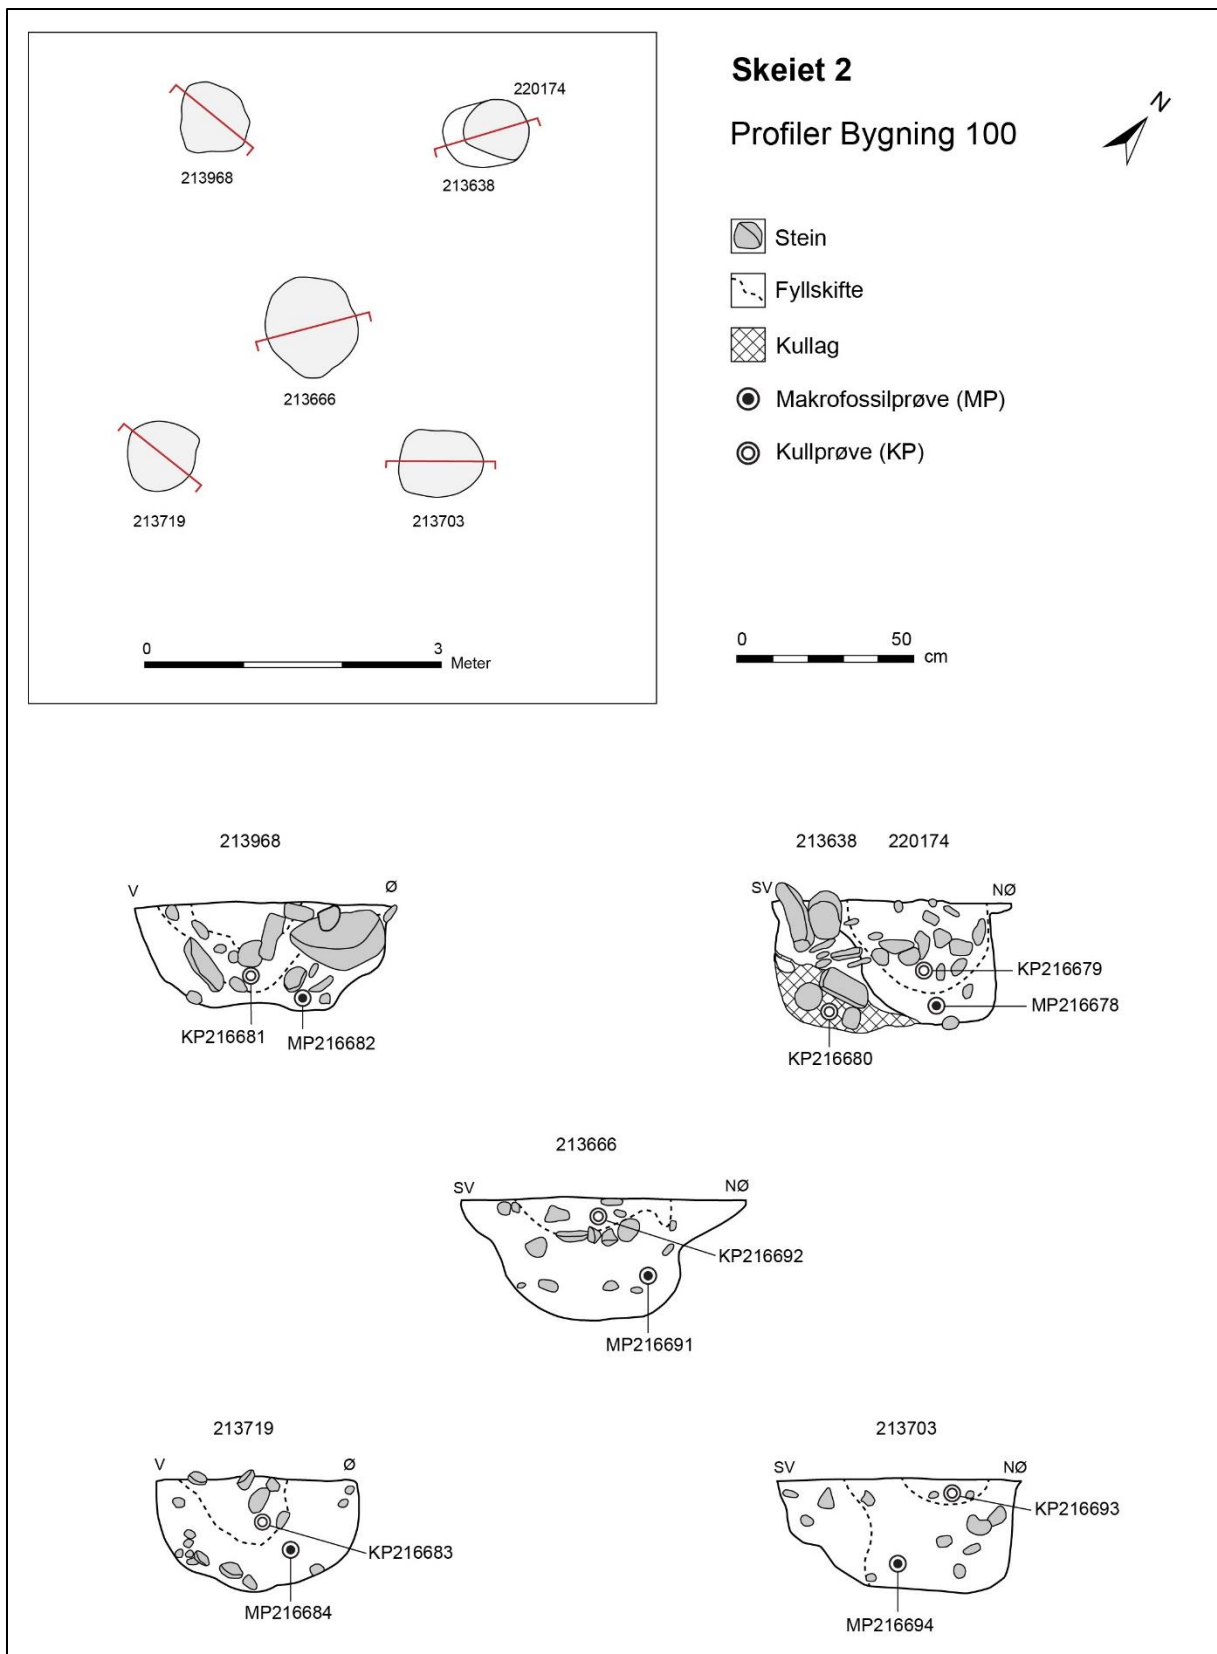 220174
213968
213638
213666
213719
213703
0 3
Meter
Skeiet 2
Profiler Bygning 100
N
Stein
Fyllskifte
Kullag
Makrofossilprøve (MP)
Kullprøve (KP)
0 50
cm
213968
V Ø
KP216681
MP216682
213638 220174
SV NØ
KP216679
MP216678
KP216680
213666
SV NØ
KP216692
MP216691
213719
V Ø
KP216683
MP216684
213703
SV NØ
KP216693
MP216694